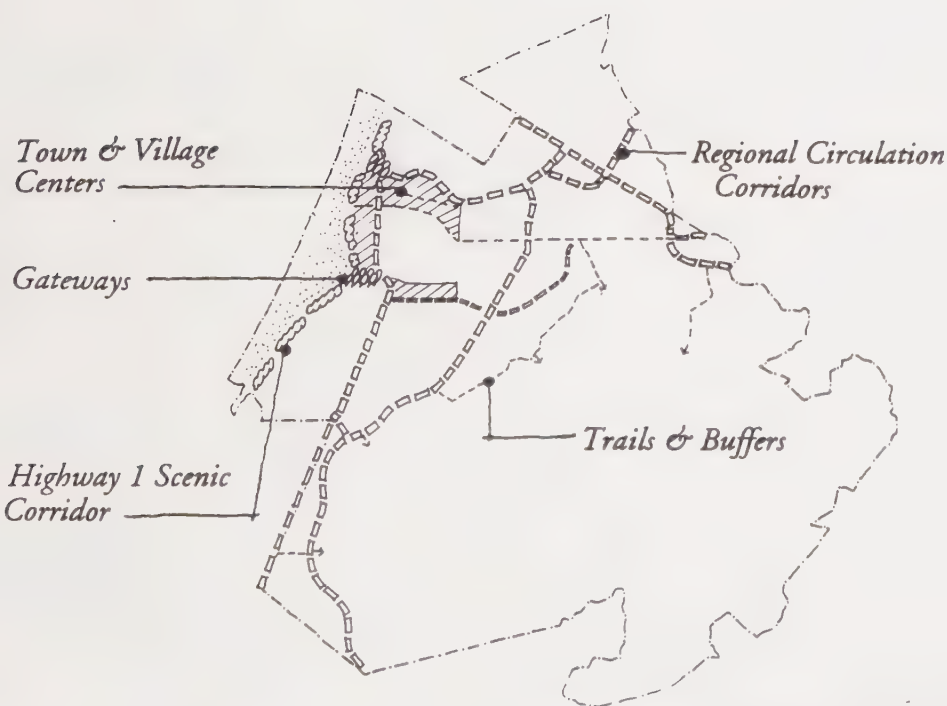 Town & Village
Centers
Regional Circulation
Corridors
Gateways
Trails & Buffers
Highway 1 Scenic
Corridor